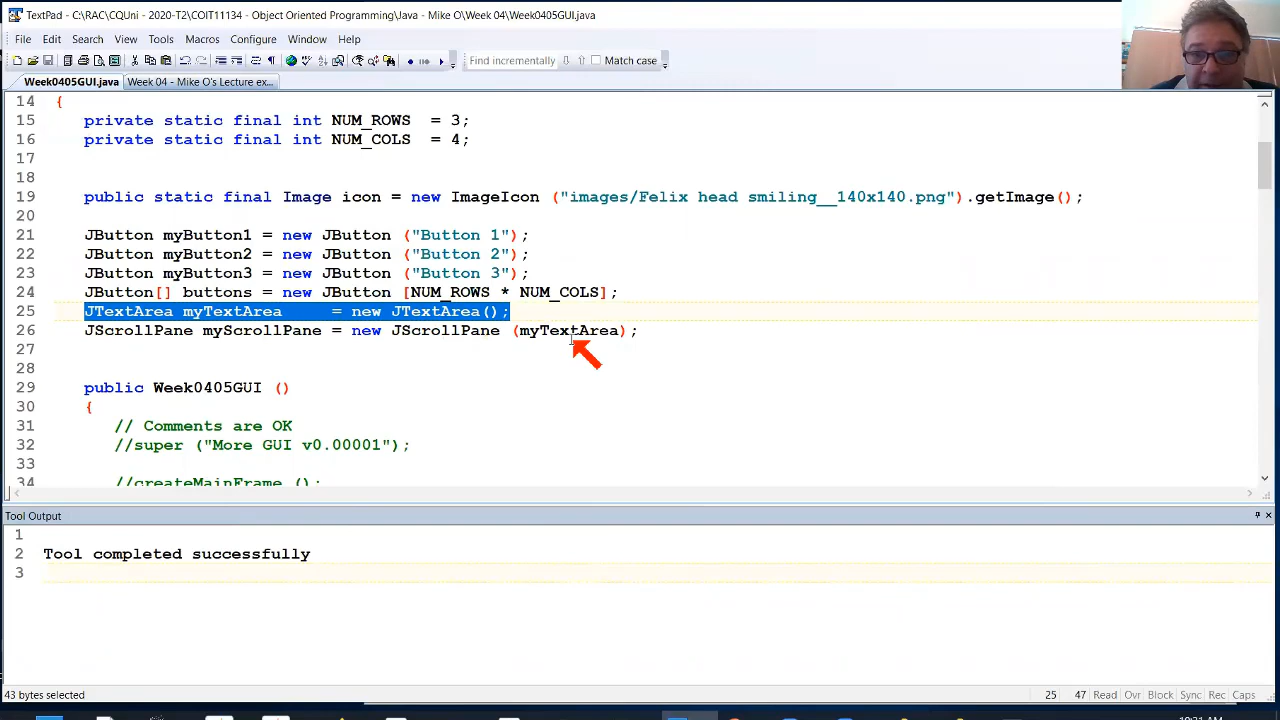 TextPad - C:\RAC\CQUni - 2020-T2\COIT11134 - Object Oriented Programming\Java - Mike O\Week 04\Week0405GUI.java
File Edit Search View Tools Macros Configure Window Help
Find incrementally Match case
Week0405GUI.java Week 04 - Mike O's Lecture ex...
14 {
15 private static final int NUM_ROWS = 3;
16 private static final int NUM_COLS = 4;
17
18
19 public static final Image icon = new ImageIcon ("images/Felix head smiling__140x140.png").getImage();
20
21 JButton myButton1 = new JButton ("Button 1");
22 JButton myButton2 = new JButton ("Button 2");
23 JButton myButton3 = new JButton ("Button 3");
24 JButton[] buttons = new JButton [NUM_ROWS * NUM_COLS];
25 JTextArea myTextArea = new JTextArea();
26 JScrollPane myScrollPane = new JScrollPane (myTextArea);
27
28
29 public Week0405GUI ()
30 {
31 // Comments are OK
32 //super ("More GUI v0.00001");
33
34 //createMainFrame ();
Tool Output
1
2 Tool completed successfully
3
43 bytes selected 25 47 Read Ovr Block Sync Rec Caps